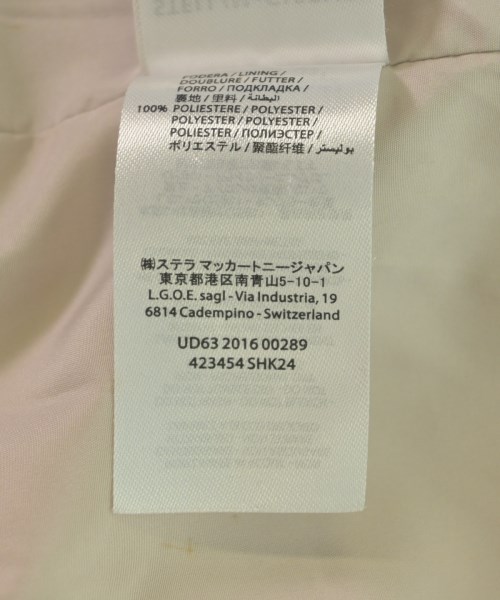 FODERA / LINING /
DOUBLURE / FUTTER /
FORRO / ПОДКЛАДКА /
裏地 / 里料 / البطانة /
100% POLIESTERE / POLYESTER /
POLYESTER / POLYESTER /
POLIESTER / ПОЛИЭСТЕР /
ポリエステル / 聚酯纤维 / بوليستر
㈱ステラ マッカートニージャパン
東京都港区南青山5-10-1
L.G.O.E. sagl - Via Industria, 19
6814 Cadempino - Switzerland
UD63 2016 00289
423454 SHK24